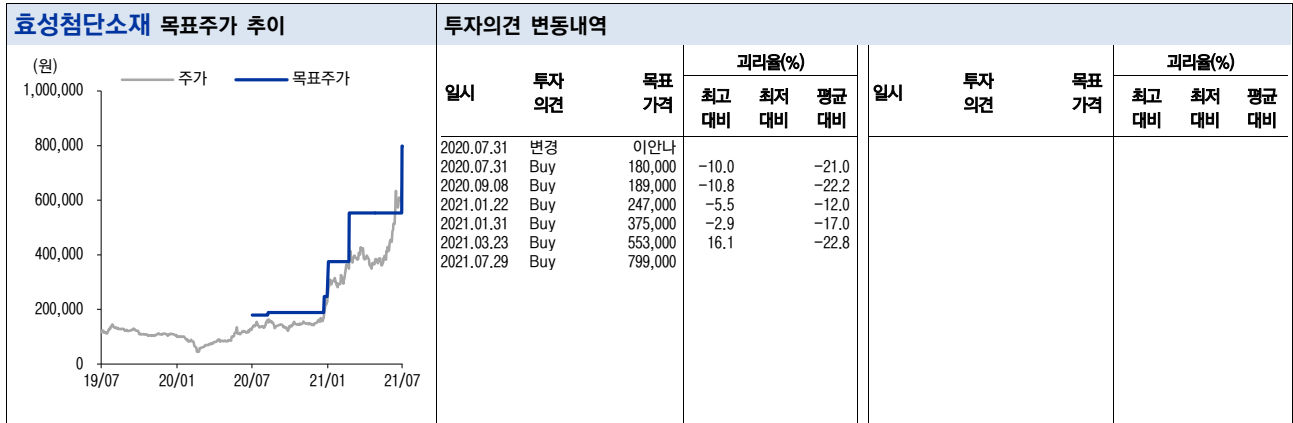 효성첨단소재 목표주가 추이
(원)
주가
목표주가
1,000,000
800,000
600,000
400,000
200,000
0
19/07 20/01 20/07 21/01 21/07
투자의견 변동내역
일시 투자의견 목표가격 괴리율(%)
최고대비 최저대비 평균대비
2020.07.31 변경 이안나
2020.07.31 Buy 180,000 -10.0 -21.0
2020.09.08 Buy 189,000 -10.8 -22.2
2021.01.22 Buy 247,000 -5.5 -12.0
2021.01.31 Buy 375,000 -2.9 -17.0
2021.03.23 Buy 553,000 16.1 -22.8
2021.07.29 Buy 799,000
일시 투자의견 목표가격 괴리율(%)
최고대비 최저대비 평균대비